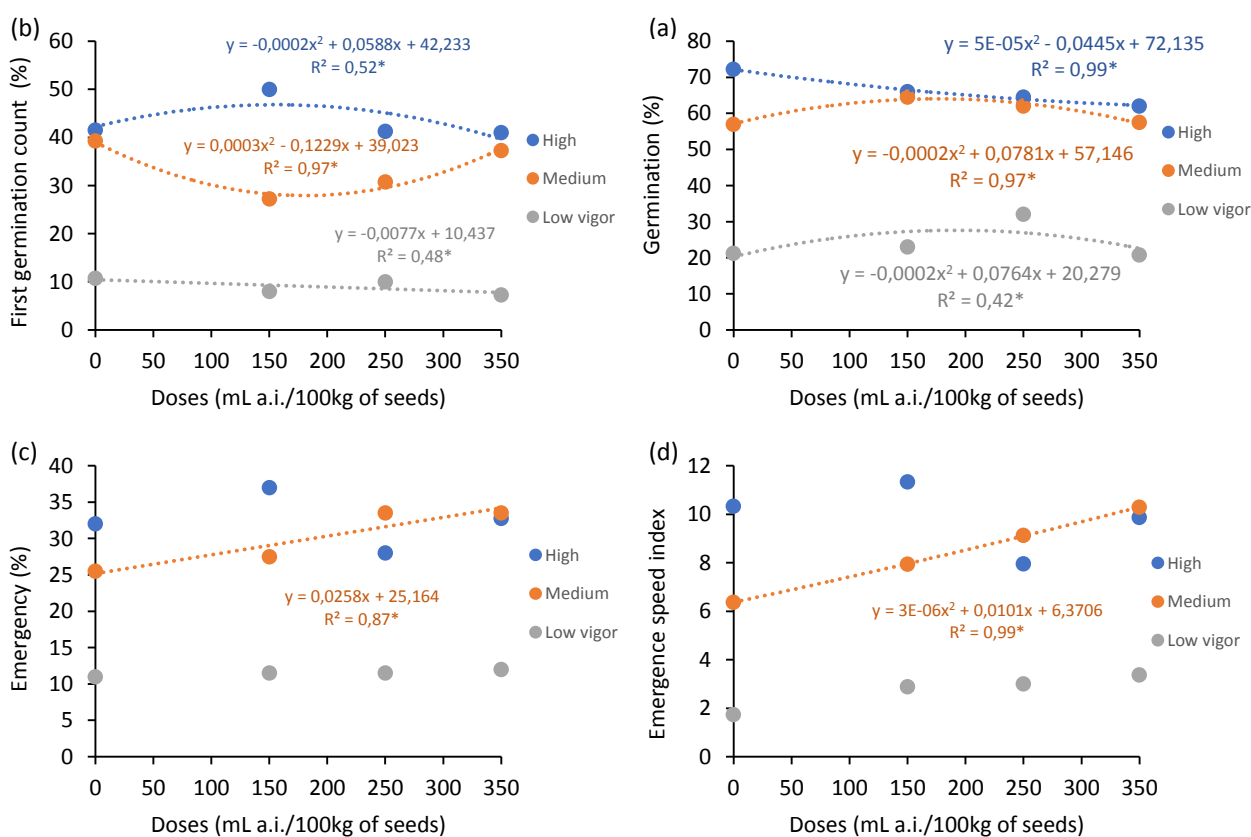 (b)
60
50
40
30
20
10
0
First germination count (%)
y = -0,0002x² + 0,0588x + 42,233
R² = 0,52*
y = 0,0003x² - 0,1229x + 39,023
R² = 0,97*
y = -0,0077x + 10,437
R² = 0,48*
High
Medium
Low vigor
0 50 100 150 200 250 300 350
Doses (mL a.i./100kg of seeds)
(a)
80
70
60
50
40
30
20
10
0
Germination (%)
y = 5E-05x² - 0,0445x + 72,135
R² = 0,99*
y = -0,0002x² + 0,0781x + 57,146
R² = 0,97*
y = -0,0002x² + 0,0764x + 20,279
R² = 0,42*
High
Medium
Low vigor
0 50 100 150 200 250 300 350
Doses (mL a.i./100kg of seeds)
(c)
40
35
30
25
20
15
10
5
0
Emergency (%)
y = 0,0258x + 25,164
R² = 0,87*
High
Medium
Low vigor
0 50 100 150 200 250 300 350
Doses (mL a.i./100kg of seeds)
(d)
12
10
8
6
4
2
0
Emergence speed index
y = 3E-06x² + 0,0101x + 6,3706
R² = 0,99*
High
Medium
Low vigor
0 50 100 150 200 250 300 350
Doses (mL a.i./100kg of seeds)